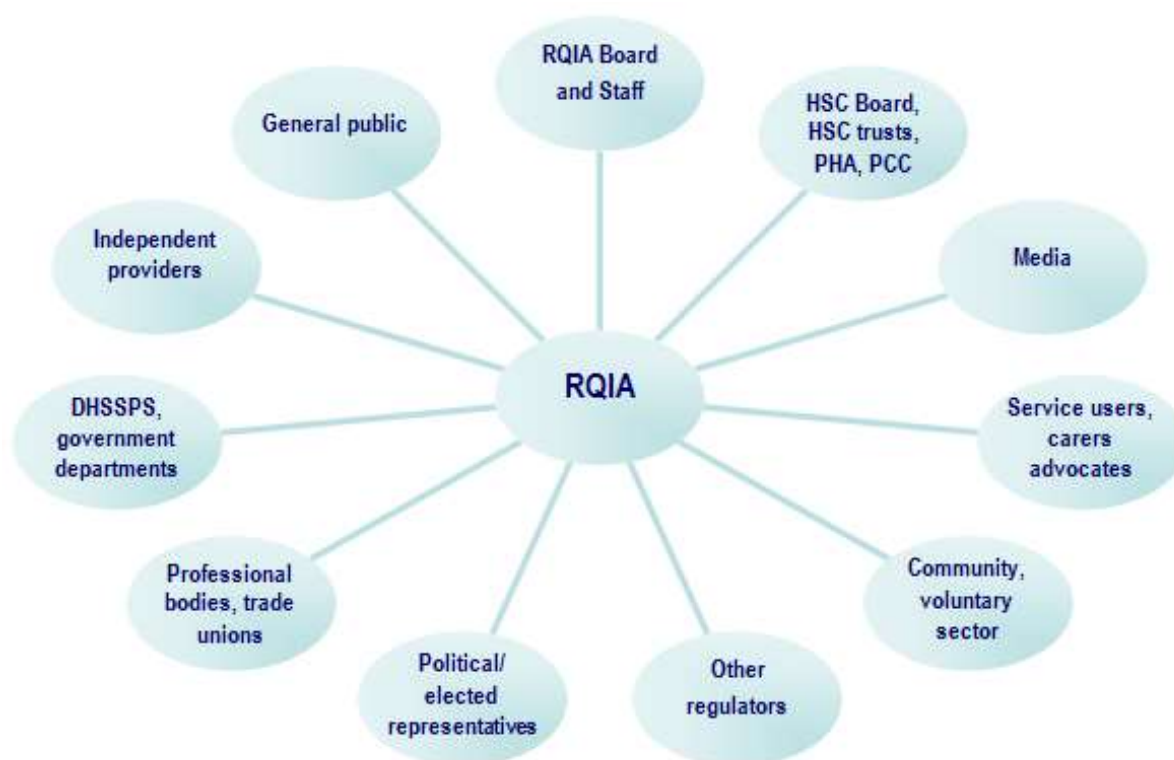 RQIA Board
and Staff
HSC Board,
HSC trusts,
PHA, PCC
General public
Media
Independent
providers
RQIA
DHSSPS,
government
departments
Service users,
carers
advocates
Professional
bodies, trade
unions
Community,
voluntary
sector
Political/
elected
representatives
Other
regulators